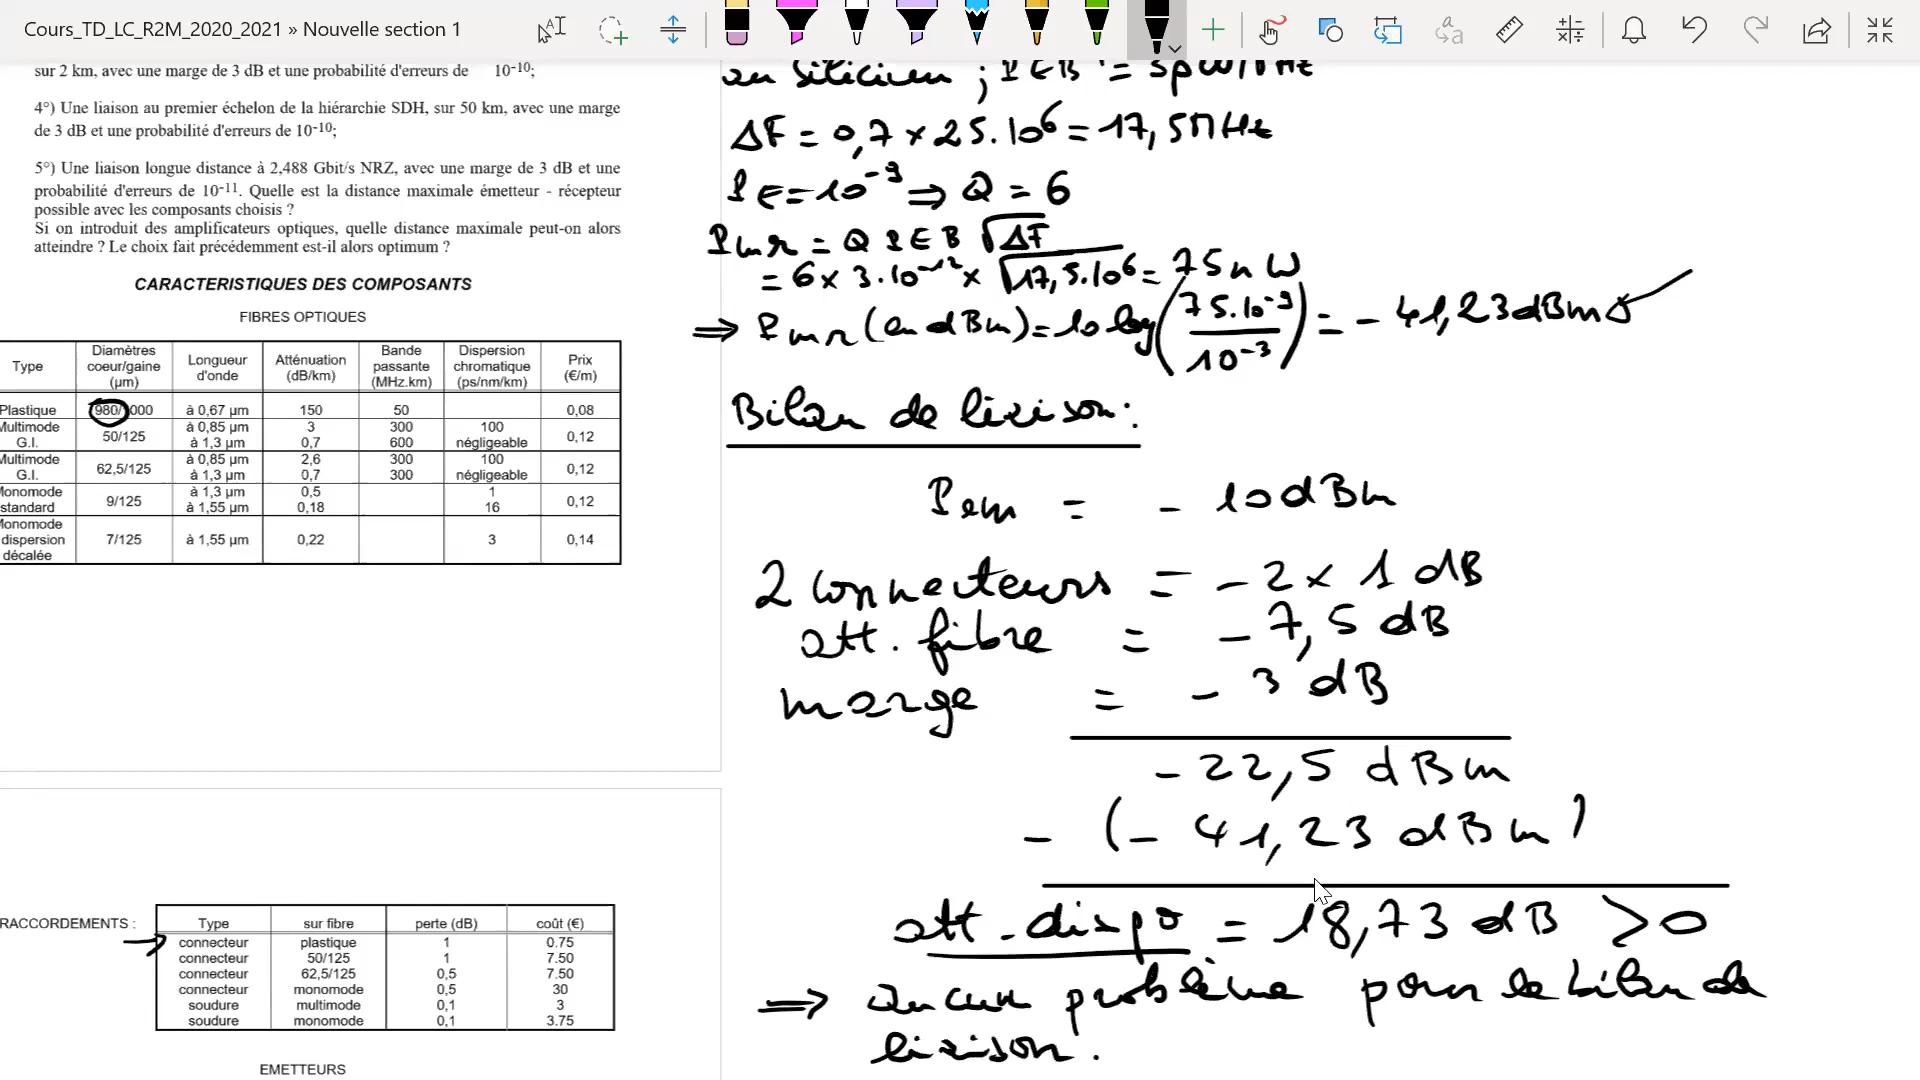 Cours_TD_LC_R2M_2020_2021 » Nouvelle section 1
sur 2 km, avec une marge de 3 dB et une probabilité d'erreurs de 10-10;
4°) Une liaison au premier échelon de la hiérarchie SDH, sur 50 km, avec une marge
de 3 dB et une probabilité d'erreurs de 10-10;
5°) Une liaison longue distance à 2,488 Gbit/s NRZ, avec une marge de 3 dB et une
probabilité d'erreurs de 10-11. Quelle est la distance maximale émetteur - récepteur
possible avec les composants choisis ?
Si on introduit des amplificateurs optiques, quelle distance maximale peut-on alors
atteindre ? Le choix fait précédemment est-il alors optimum ?
CARACTERISTIQUES DES COMPOSANTS
FIBRES OPTIQUES
Type Diamètres coeur/gaine (µm) Longueur d'onde Atténuation (dB/km) Bande passante (MHz.km) Dispersion chromatique (ps/nm/km) Prix (€/m)
Plastique 980/1000 à 0,67 µm 150 50 0,08
Multimode G.I. 50/125 à 0,85 µm 3 300 100 0,12
à 1,3 µm 0,7 600 négligeable
Multimode G.I. 62,5/125 à 0,85 µm 2,6 300 100 0,12
à 1,3 µm 0,7 300 négligeable
Monomode standard 9/125 à 1,3 µm 0,5 1 0,12
à 1,55 µm 0,18 16
Monomode dispersion décalée 7/125 à 1,55 µm 0,22 3 0,14
RACCORDEMENTS :
Type sur fibre perte (dB) coût (€)
connecteur plastique 1 0.75
connecteur 50/125 1 7.50
connecteur 62,5/125 0,5 7.50
connecteur monomode 0,5 30
soudure multimode 0,1 3
soudure monomode 0,1 3.75
EMETTEURS
au silicium ; PEB = 3pW/√Hz
ΔF = 0,7 × 25.10^6 = 17,5MHz
PE = 10^-9 ⇒ Q = 6
Pmr = Q PEB √ΔF
= 6 × 3.10^-12 × √17,5.10^6 = 75nW
⇒ Pmr (en dBm) = 10 log(75.10^-9 / 10^-3) = - 41,23 dBm
Bilan de liaison :
Pem = - 10 dBm
2 connecteurs = - 2 × 1 dB
att. fibre = - 7,5 dB
marge = - 3 dB
- 22,5 dBm
- (- 41,23 dBm)
att. dispo = 18,73 dB > 0
⇒ aucun problème pour le bilan de
liaison.